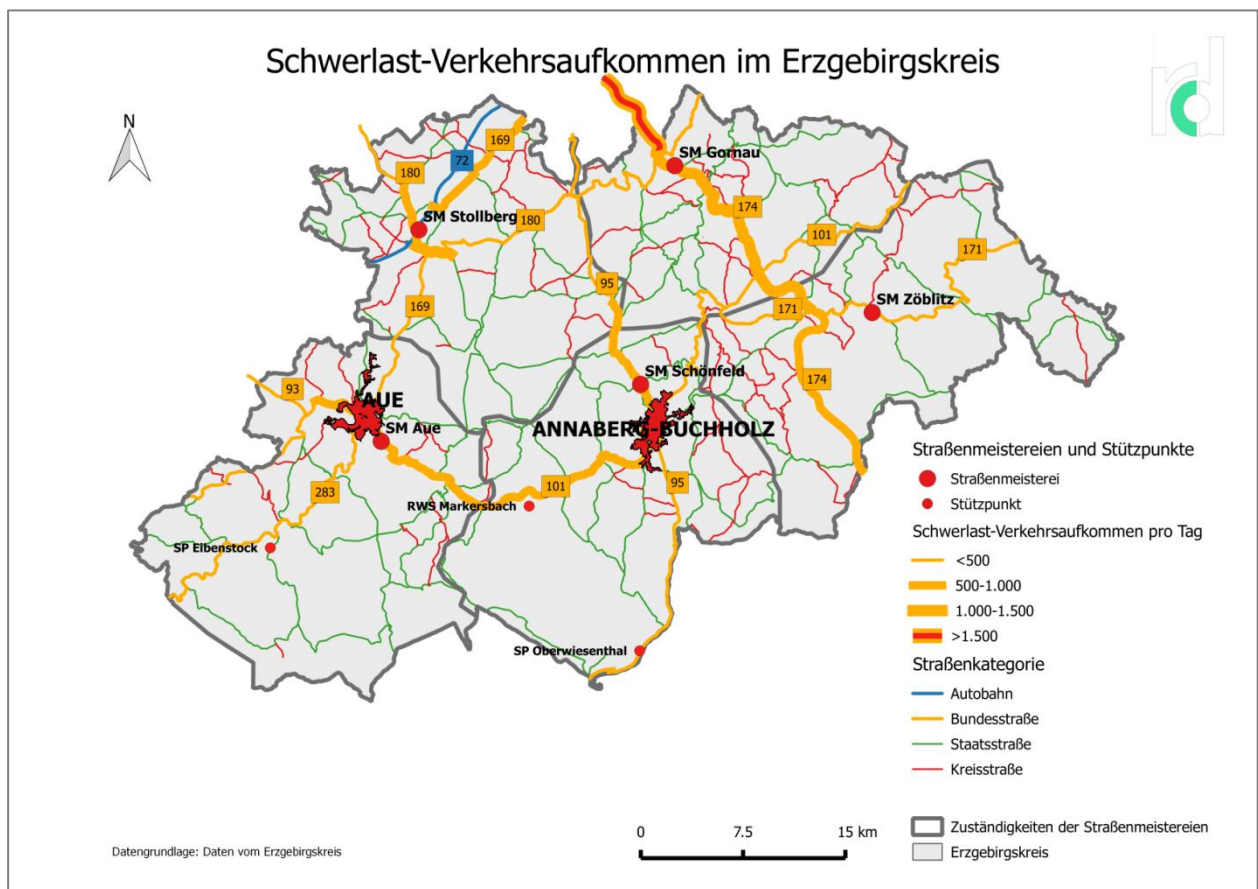 Schwerlast-Verkehrsaufkommen im Erzgebirgskreis
rd
N
169
72
SM Gornau
180
174
SM Stollberg
180
101
171
95
SM Zöblitz
169
171
SM Schönfeld
174
93
AUE
ANNABERG-BUCHHOLZ
SM Aue
101
95
283
RWS Markersbach
SP Eibenstock
SP Oberwiesenthal
Straßenmeistereien und Stützpunkte
Straßenmeisterei
Stützpunkt
Schwerlast-Verkehrsaufkommen pro Tag
<500
500-1.000
1.000-1.500
>1.500
Straßenkategorie
Autobahn
Bundesstraße
Staatsstraße
Kreisstraße
Zuständigkeiten der Straßenmeistereien
Erzgebirgskreis
0 7.5 15 km
Datengrundlage: Daten vom Erzgebirgskreis